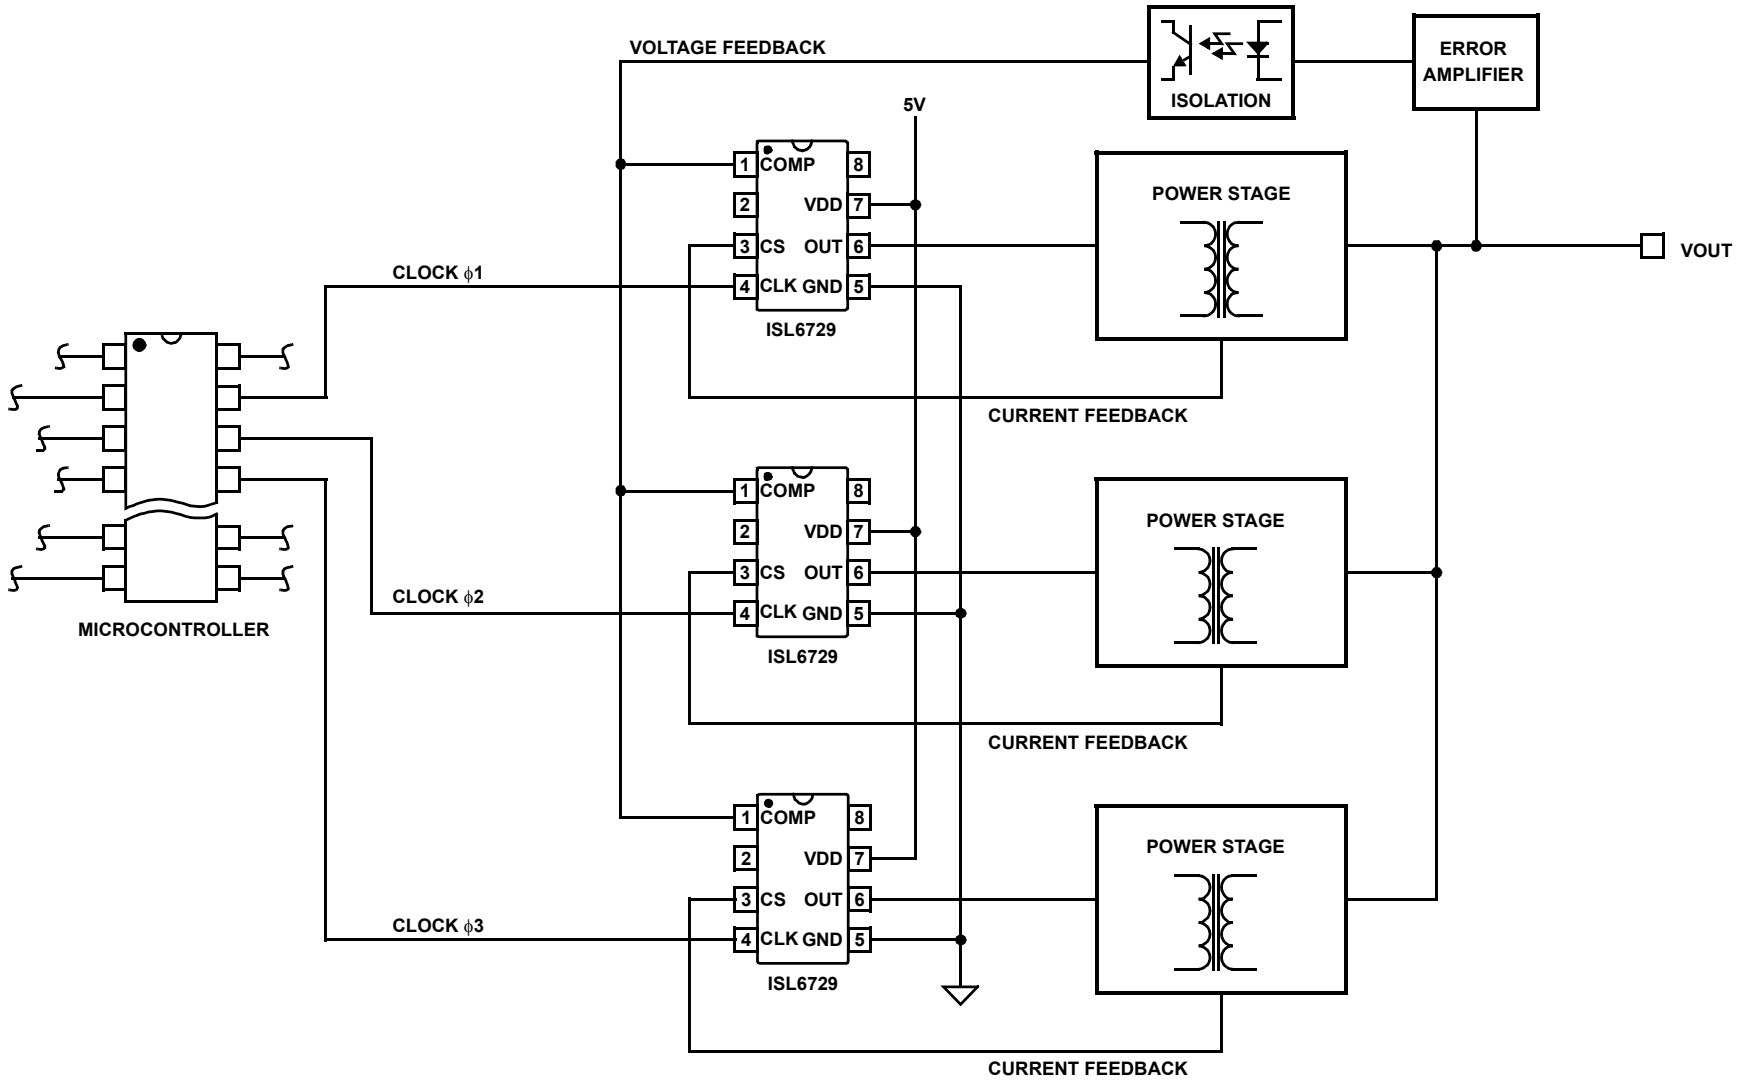 VOLTAGE FEEDBACK
ISOLATION
ERROR
AMPLIFIER
5V
1 COMP 8
2 VDD 7
3 CS OUT 6
4 CLK GND 5
ISL6729
POWER STAGE
VOUT
CLOCK ϕ1
CURRENT FEEDBACK
MICROCONTROLLER
1 COMP 8
2 VDD 7
3 CS OUT 6
4 CLK GND 5
ISL6729
POWER STAGE
CLOCK ϕ2
CURRENT FEEDBACK
1 COMP 8
2 VDD 7
3 CS OUT 6
4 CLK GND 5
ISL6729
POWER STAGE
CLOCK ϕ3
CURRENT FEEDBACK